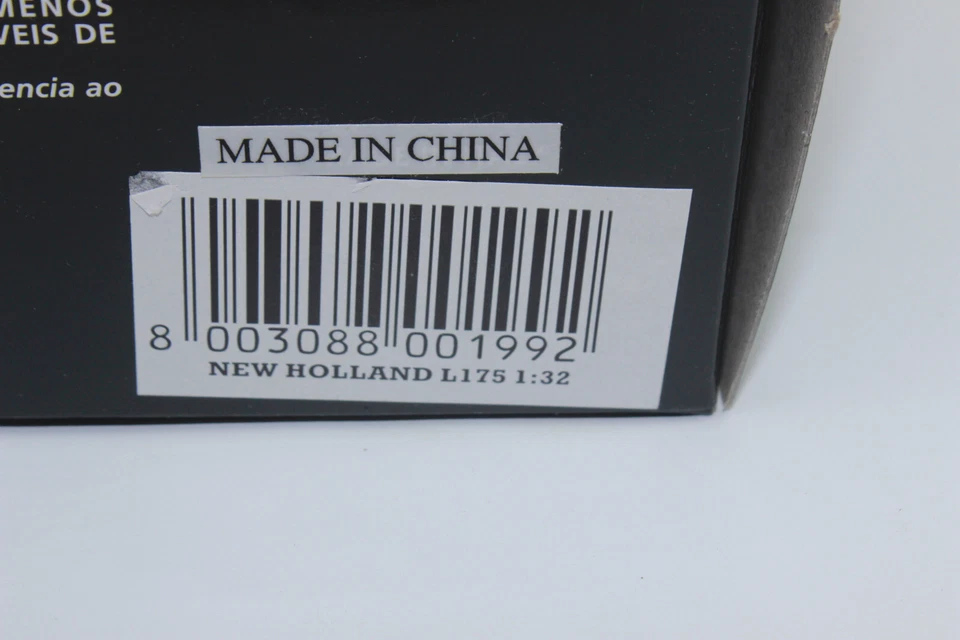 MENOS
VEIS DE
encia ao
MADE IN CHINA
8 003088 001992
NEW HOLLAND L175 1:32